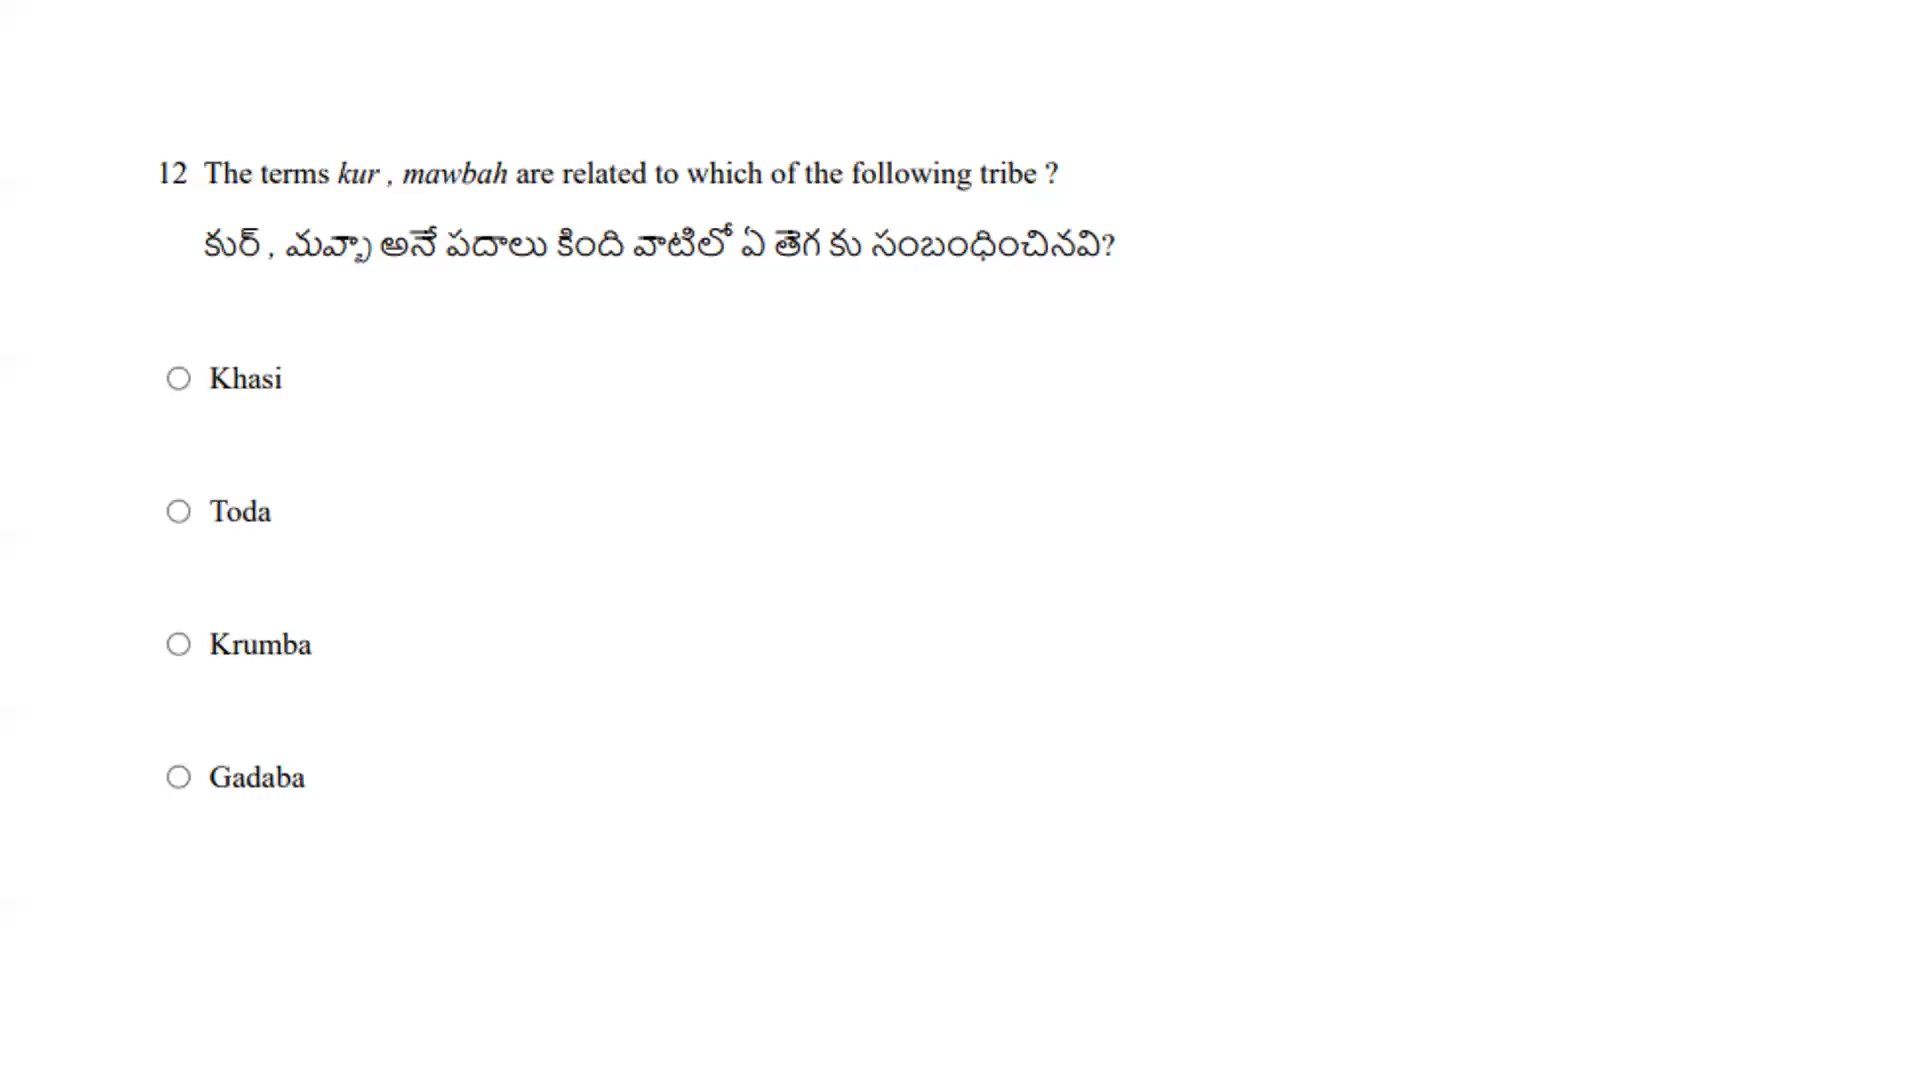 12 The terms kur , mawbah are related to which of the following tribe ?
కుర్ , మవ్బా అనే పదాలు కింది వాటిలో ఏ తెగ కు సంబంధించినవి?
Khasi
Toda
Krumba
Gadaba